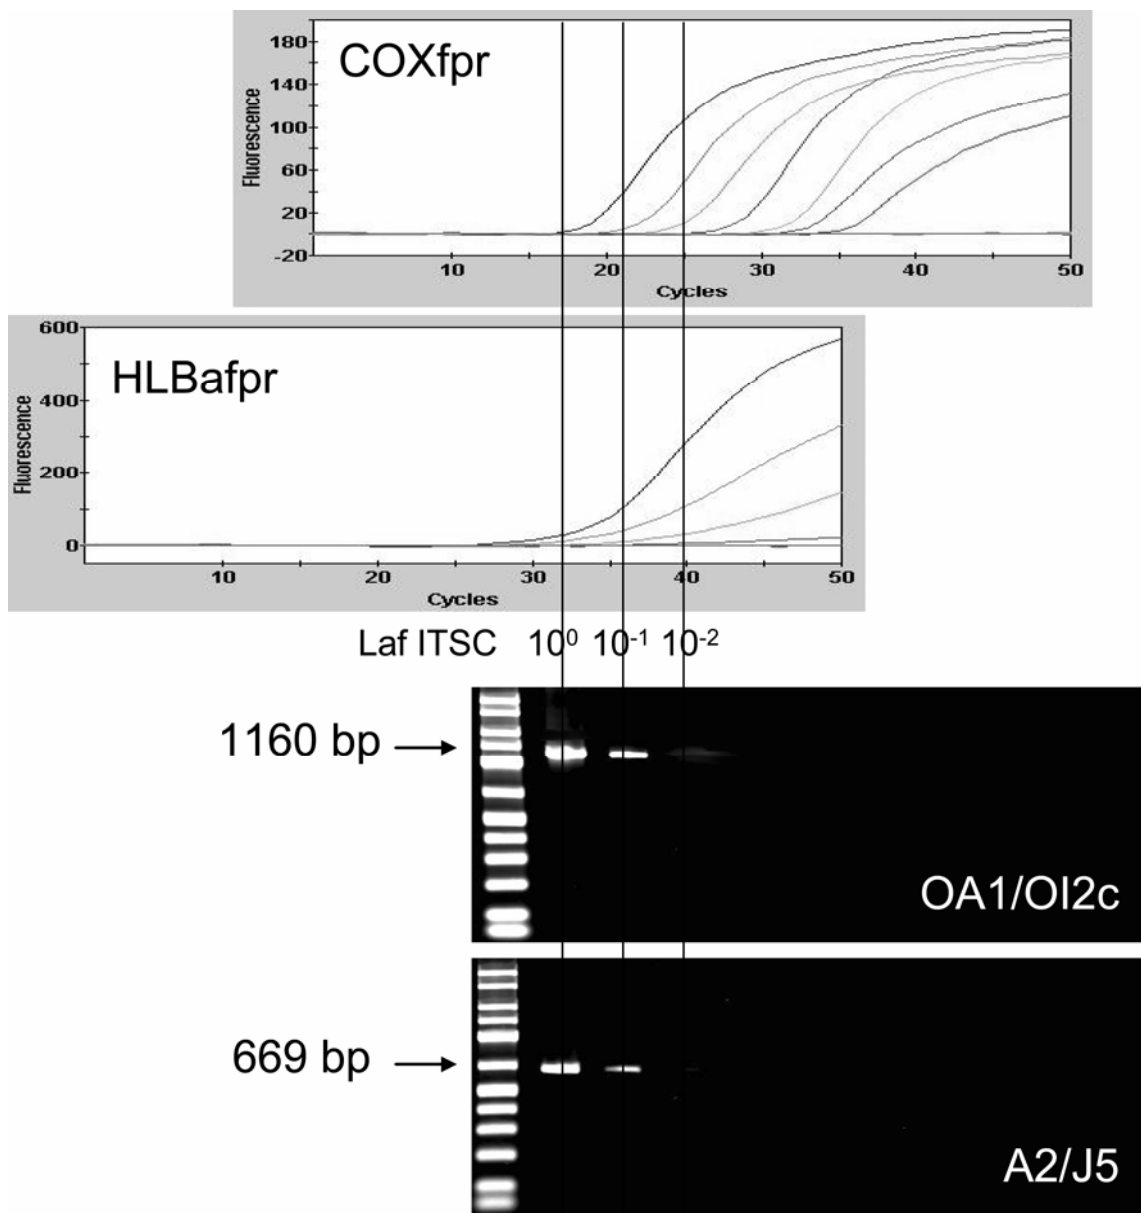 COXfpr
Fluorescence
180
140
100
60
20
-20
10 20 30 40 50
Cycles
HLBafpr
Fluorescence
600
400
200
0
10 20 30 40 50
Cycles
Laf ITSC 10⁰ 10⁻¹ 10⁻²
1160 bp
OA1/OI2c
669 bp
A2/J5